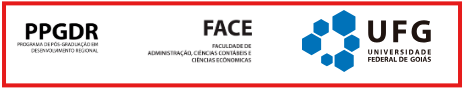 PPGDR
PROGRAMA DE PÓS-GRADUAÇÃO EM
DESENVOLVIMENTO REGIONAL
FACE
FACULDADE DE
ADMINISTRAÇÃO, CIÊNCIAS CONTÁBEIS E
CIÊNCIAS ECONÔMICAS
UFG
UNIVERSIDADE
FEDERAL DE GOIÁS